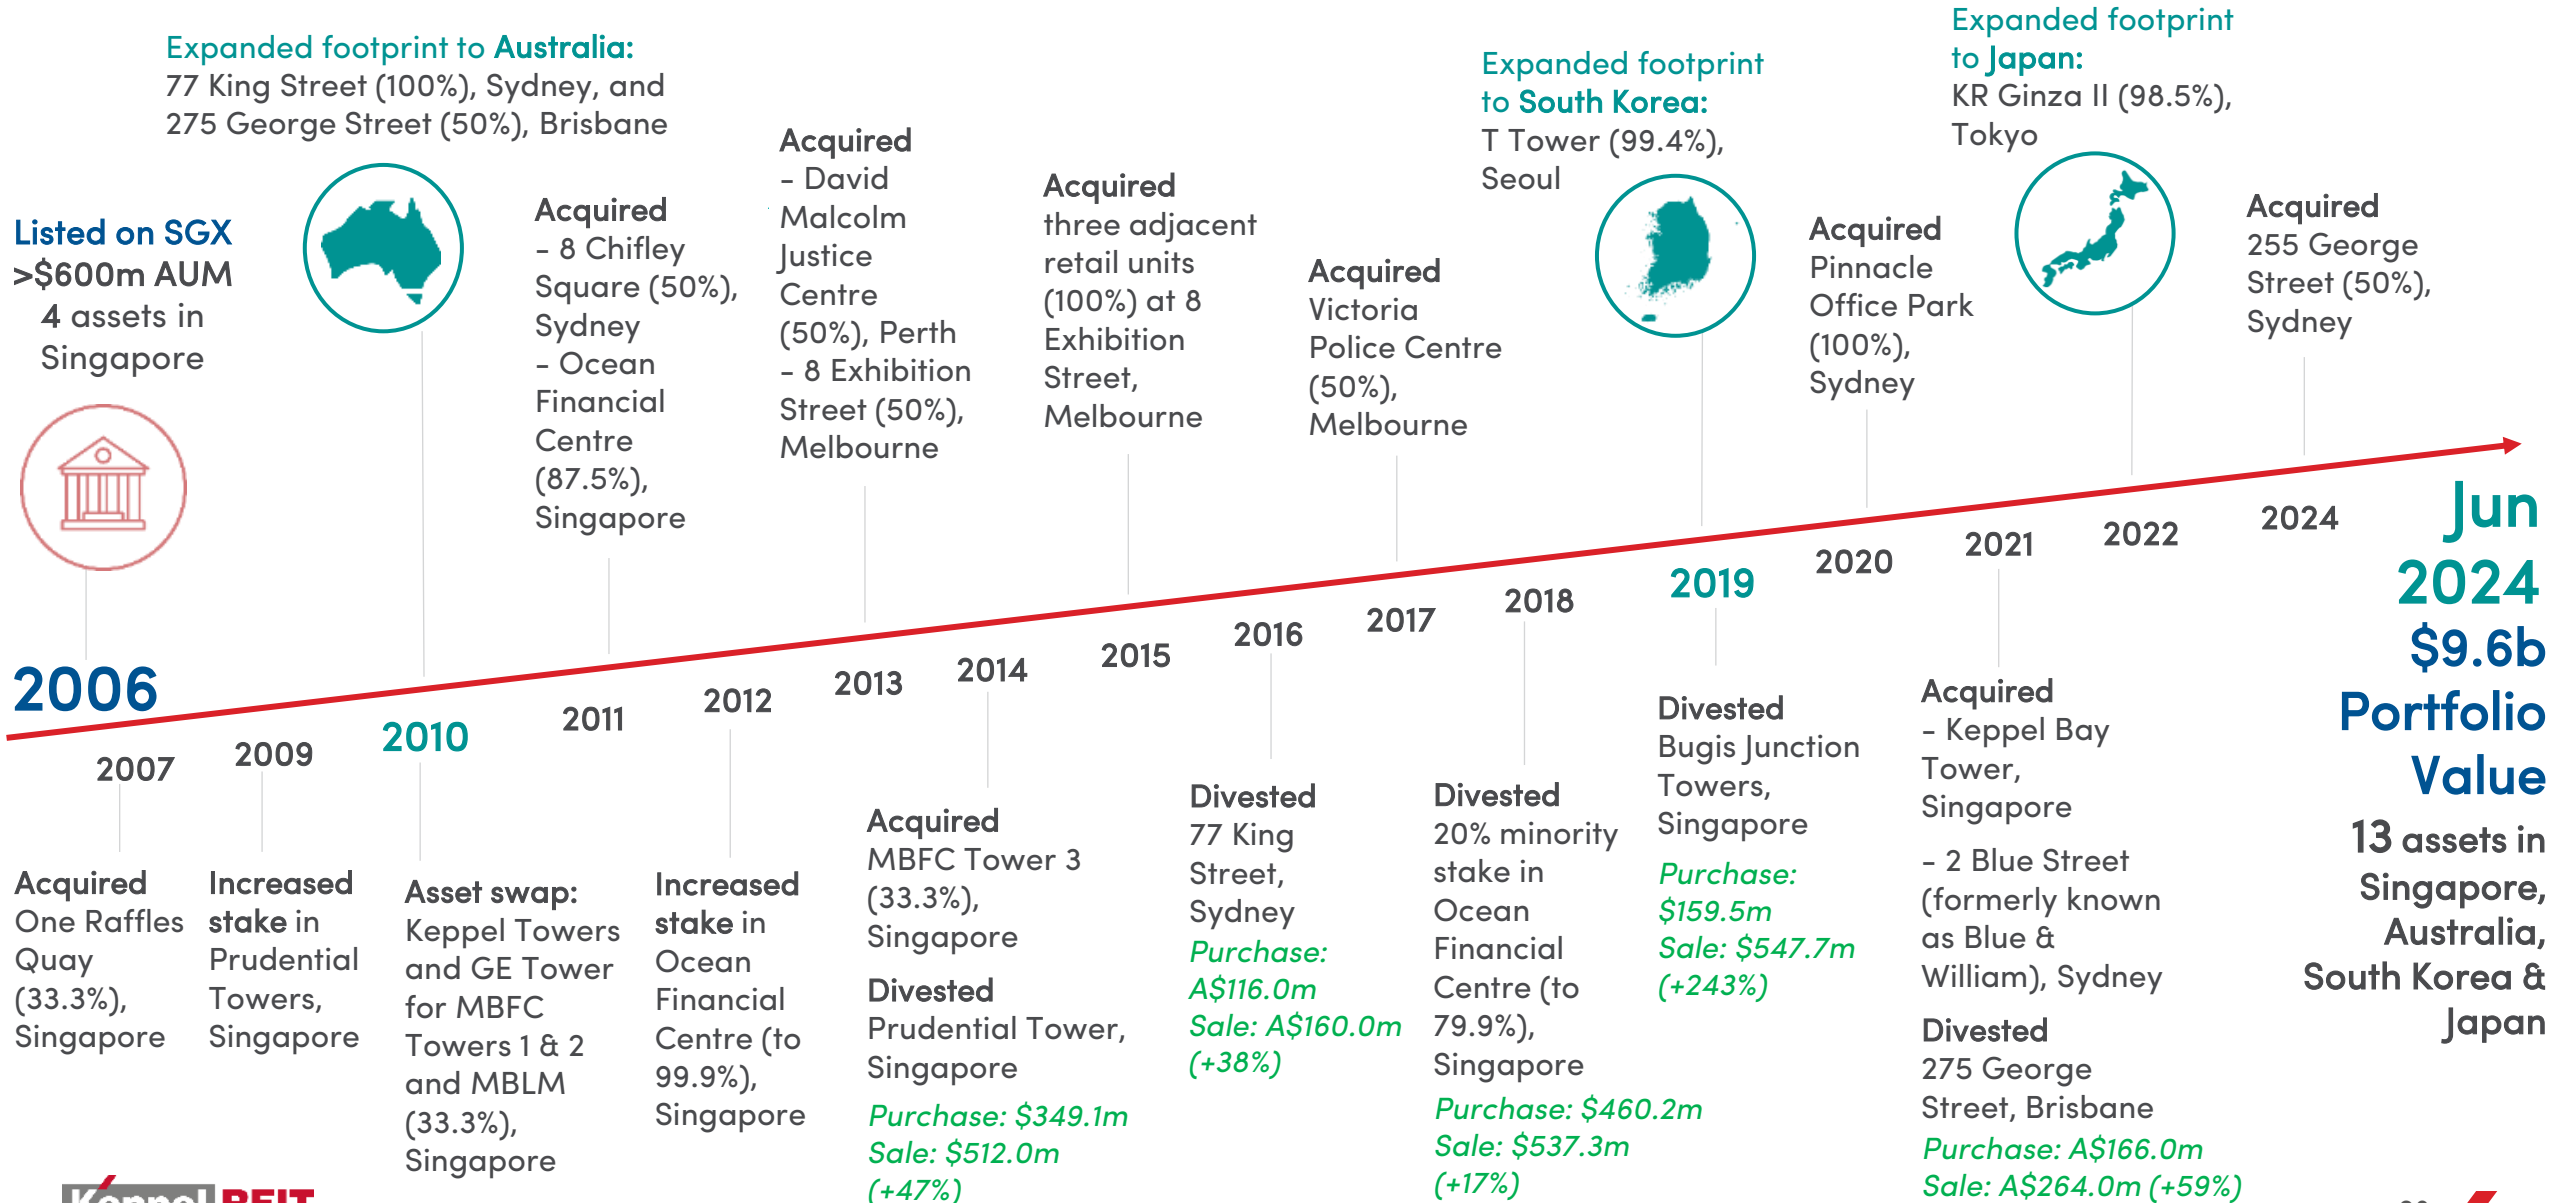 Expanded footprint to Australia:
77 King Street (100%), Sydney, and
275 George Street (50%), Brisbane
Expanded footprint
to South Korea:
T Tower (99.4%),
Seoul
Expanded footprint
to Japan:
KR Ginza II (98.5%),
Tokyo
Listed on SGX
>$600m AUM
4 assets in
Singapore
Acquired
- 8 Chifley
Square (50%),
Sydney
- Ocean
Financial
Centre
(87.5%),
Singapore
Acquired
- David
Malcolm
Justice
Centre
(50%), Perth
- 8 Exhibition
Street (50%),
Melbourne
Acquired
three adjacent
retail units
(100%) at 8
Exhibition
Street,
Melbourne
Acquired
Victoria
Police Centre
(50%),
Melbourne
Acquired
Pinnacle
Office Park
(100%),
Sydney
Acquired
255 George
Street (50%),
Sydney
2006
2007
2009
2010
2011
2012
2013
2014
2015
2016
2017
2018
2019
2020
2021
2022
2024
Jun
2024
$9.6b
Portfolio
Value
13 assets in
Singapore,
Australia,
South Korea &
Japan
Acquired
One Raffles
Quay
(33.3%),
Singapore
Increased
stake in
Prudential
Towers,
Singapore
Asset swap:
Keppel Towers
and GE Tower
for MBFC
Towers 1 & 2
and MBLM
(33.3%),
Singapore
Increased
stake in
Ocean
Financial
Centre (to
99.9%),
Singapore
Acquired
MBFC Tower 3
(33.3%),
Singapore
Divested
Prudential Tower,
Singapore
Purchase: $349.1m
Sale: $512.0m
(+47%)
Divested
77 King
Street,
Sydney
Purchase:
A$116.0m
Sale: A$160.0m
(+38%)
Divested
20% minority
stake in
Ocean
Financial
Centre (to
79.9%),
Singapore
Purchase: $460.2m
Sale: $537.3m
(+17%)
Divested
Bugis Junction
Towers,
Singapore
Purchase:
$159.5m
Sale: $547.7m
(+243%)
Acquired
- Keppel Bay
Tower,
Singapore
- 2 Blue Street
(formerly known
as Blue &
William), Sydney
Divested
275 George
Street, Brisbane
Purchase: A$166.0m
Sale: A$264.0m (+59%)
Keppel REIT